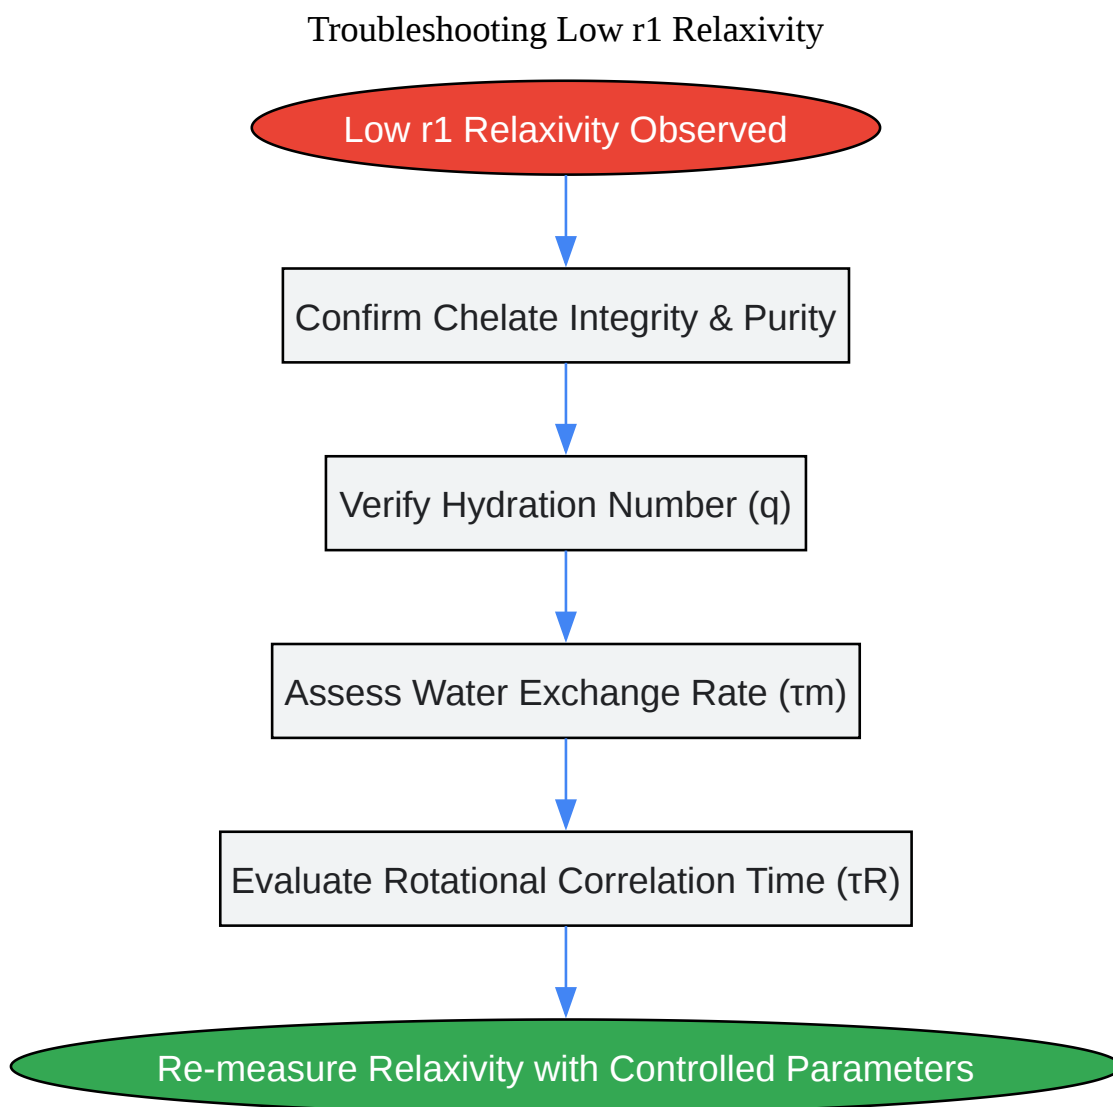 Troubleshooting Low r1 Relaxivity
Low r1 Relaxivity Observed
Confirm Chelate Integrity & Purity
Verify Hydration Number (q)
Assess Water Exchange Rate (τm)
Evaluate Rotational Correlation Time (τR)
Re-measure Relaxivity with Controlled Parameters